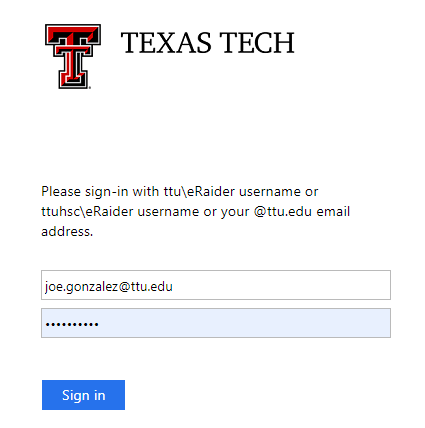 TEXAS TECH
Please sign-in with ttu\eRaider username or
ttuhsc\eRaider username or your @ttu.edu email
address.
joe.gonzalez@ttu.edu
••••••••••
Sign in